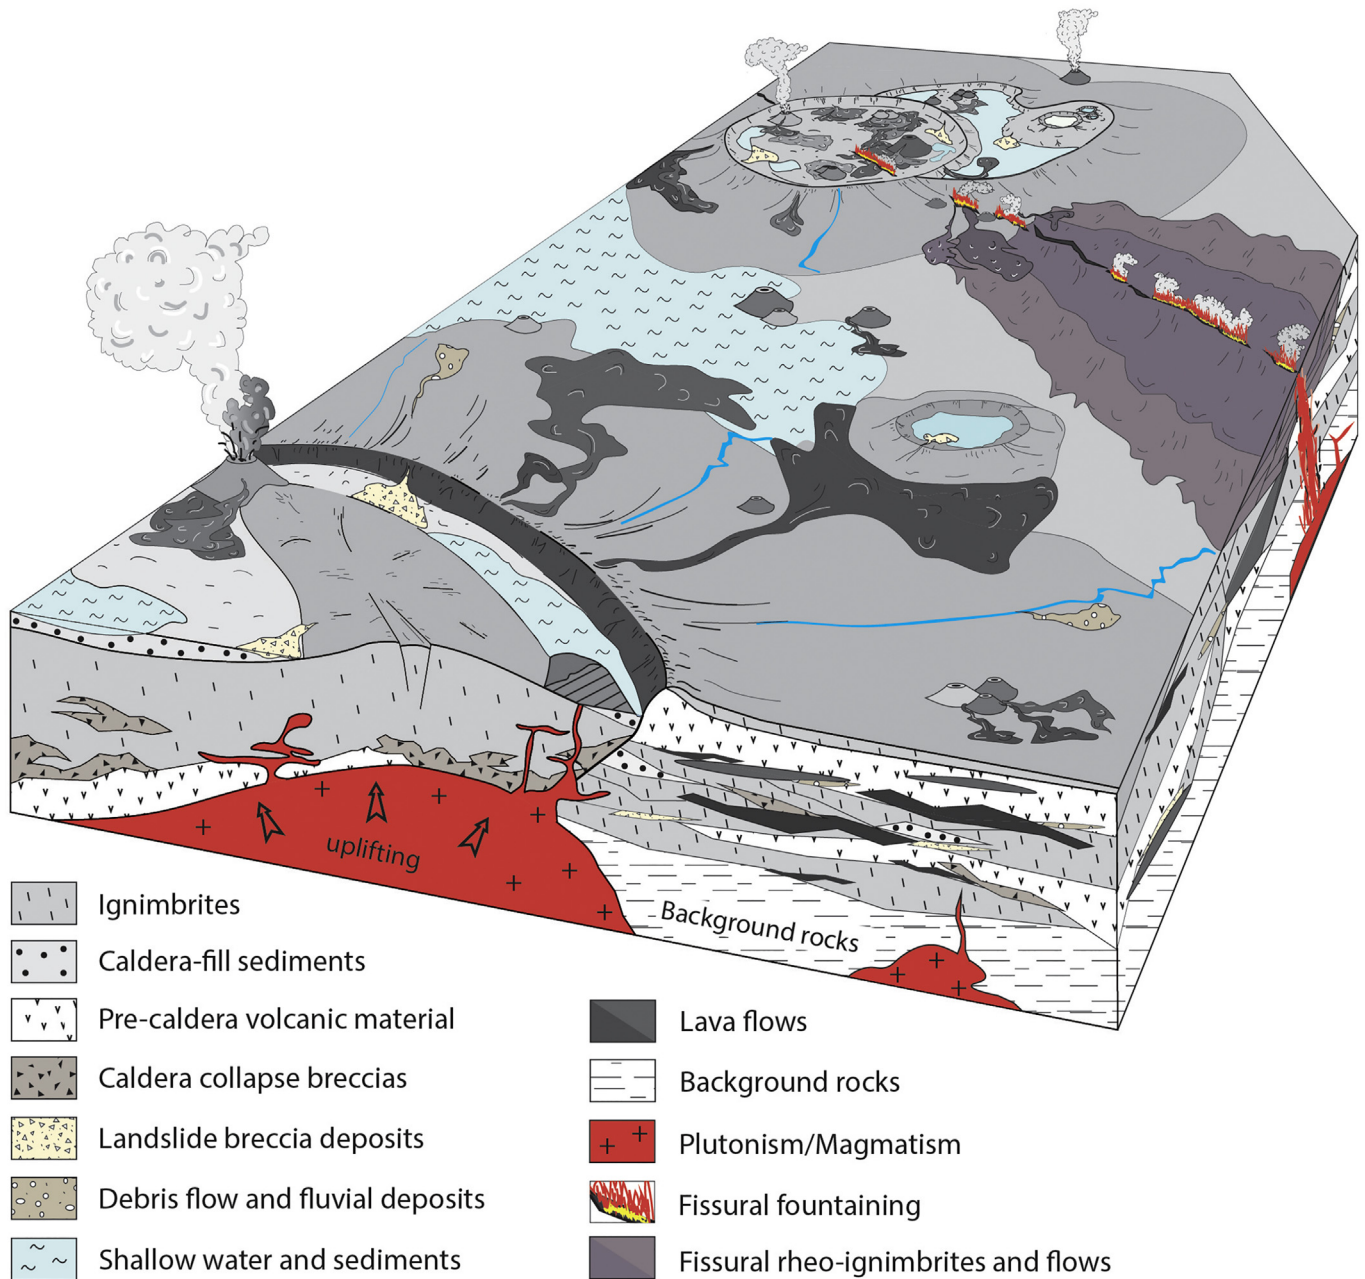 uplifting
Background rocks
Ignimbrites
Caldera-fill sediments
Pre-caldera volcanic material
Caldera collapse breccias
Landslide breccia deposits
Debris flow and fluvial deposits
Shallow water and sediments
Lava flows
Background rocks
Plutonism/Magmatism
Fissural fountaining
Fissural rheo-ignimbrites and flows